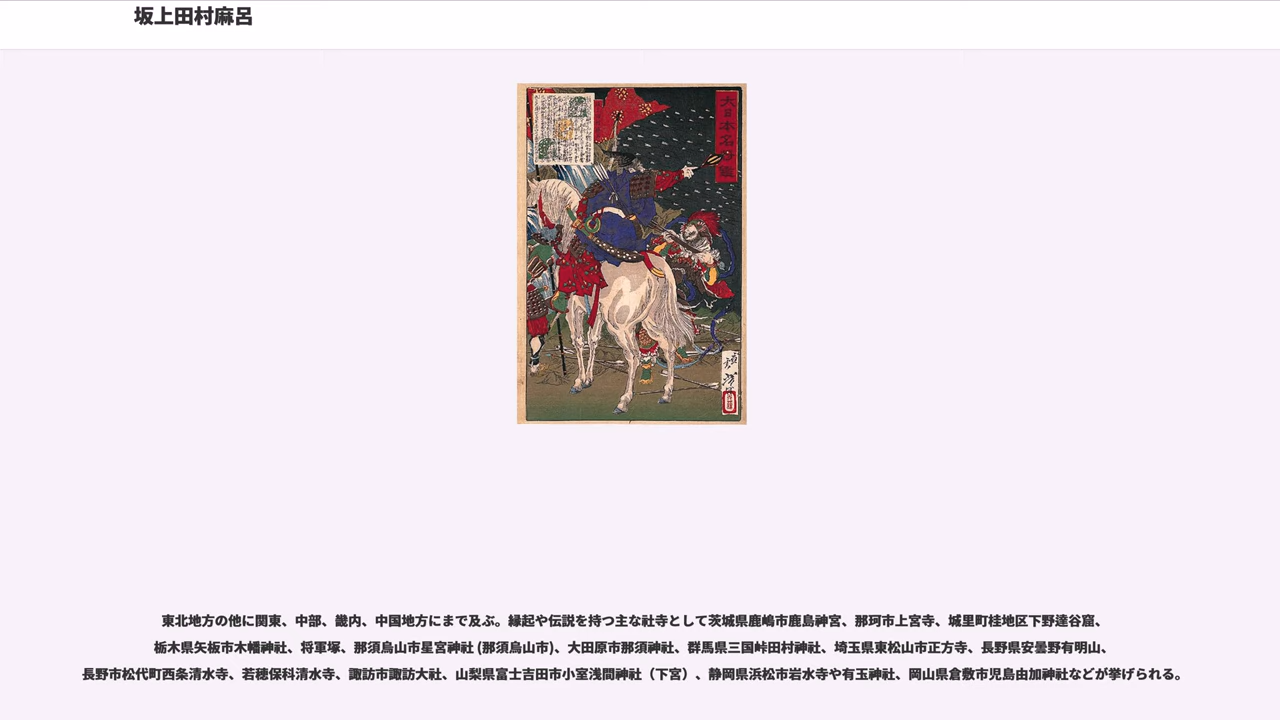 坂上田村麻呂
大日本名将鑑
東北地方の他に関東、中部、畿内、中国地方にまで及ぶ。縁起や伝説を持つ主な社寺として茨城県鹿嶋市鹿島神宮、那珂市上宮寺、城里町桂地区下野達谷窟、
栃木県矢板市木幡神社、将軍塚、那須烏山市星宮神社 (那須烏山市)、大田原市那須神社、群馬県三国峠田村神社、埼玉県東松山市正方寺、長野県安曇野有明山、
長野市松代町西条清水寺、若穂保科清水寺、諏訪市諏訪大社、山梨県富士吉田市小室浅間神社（下宮）、静岡県浜松市岩水寺や有玉神社、岡山県倉敷市児島由加神社などが挙げられる。